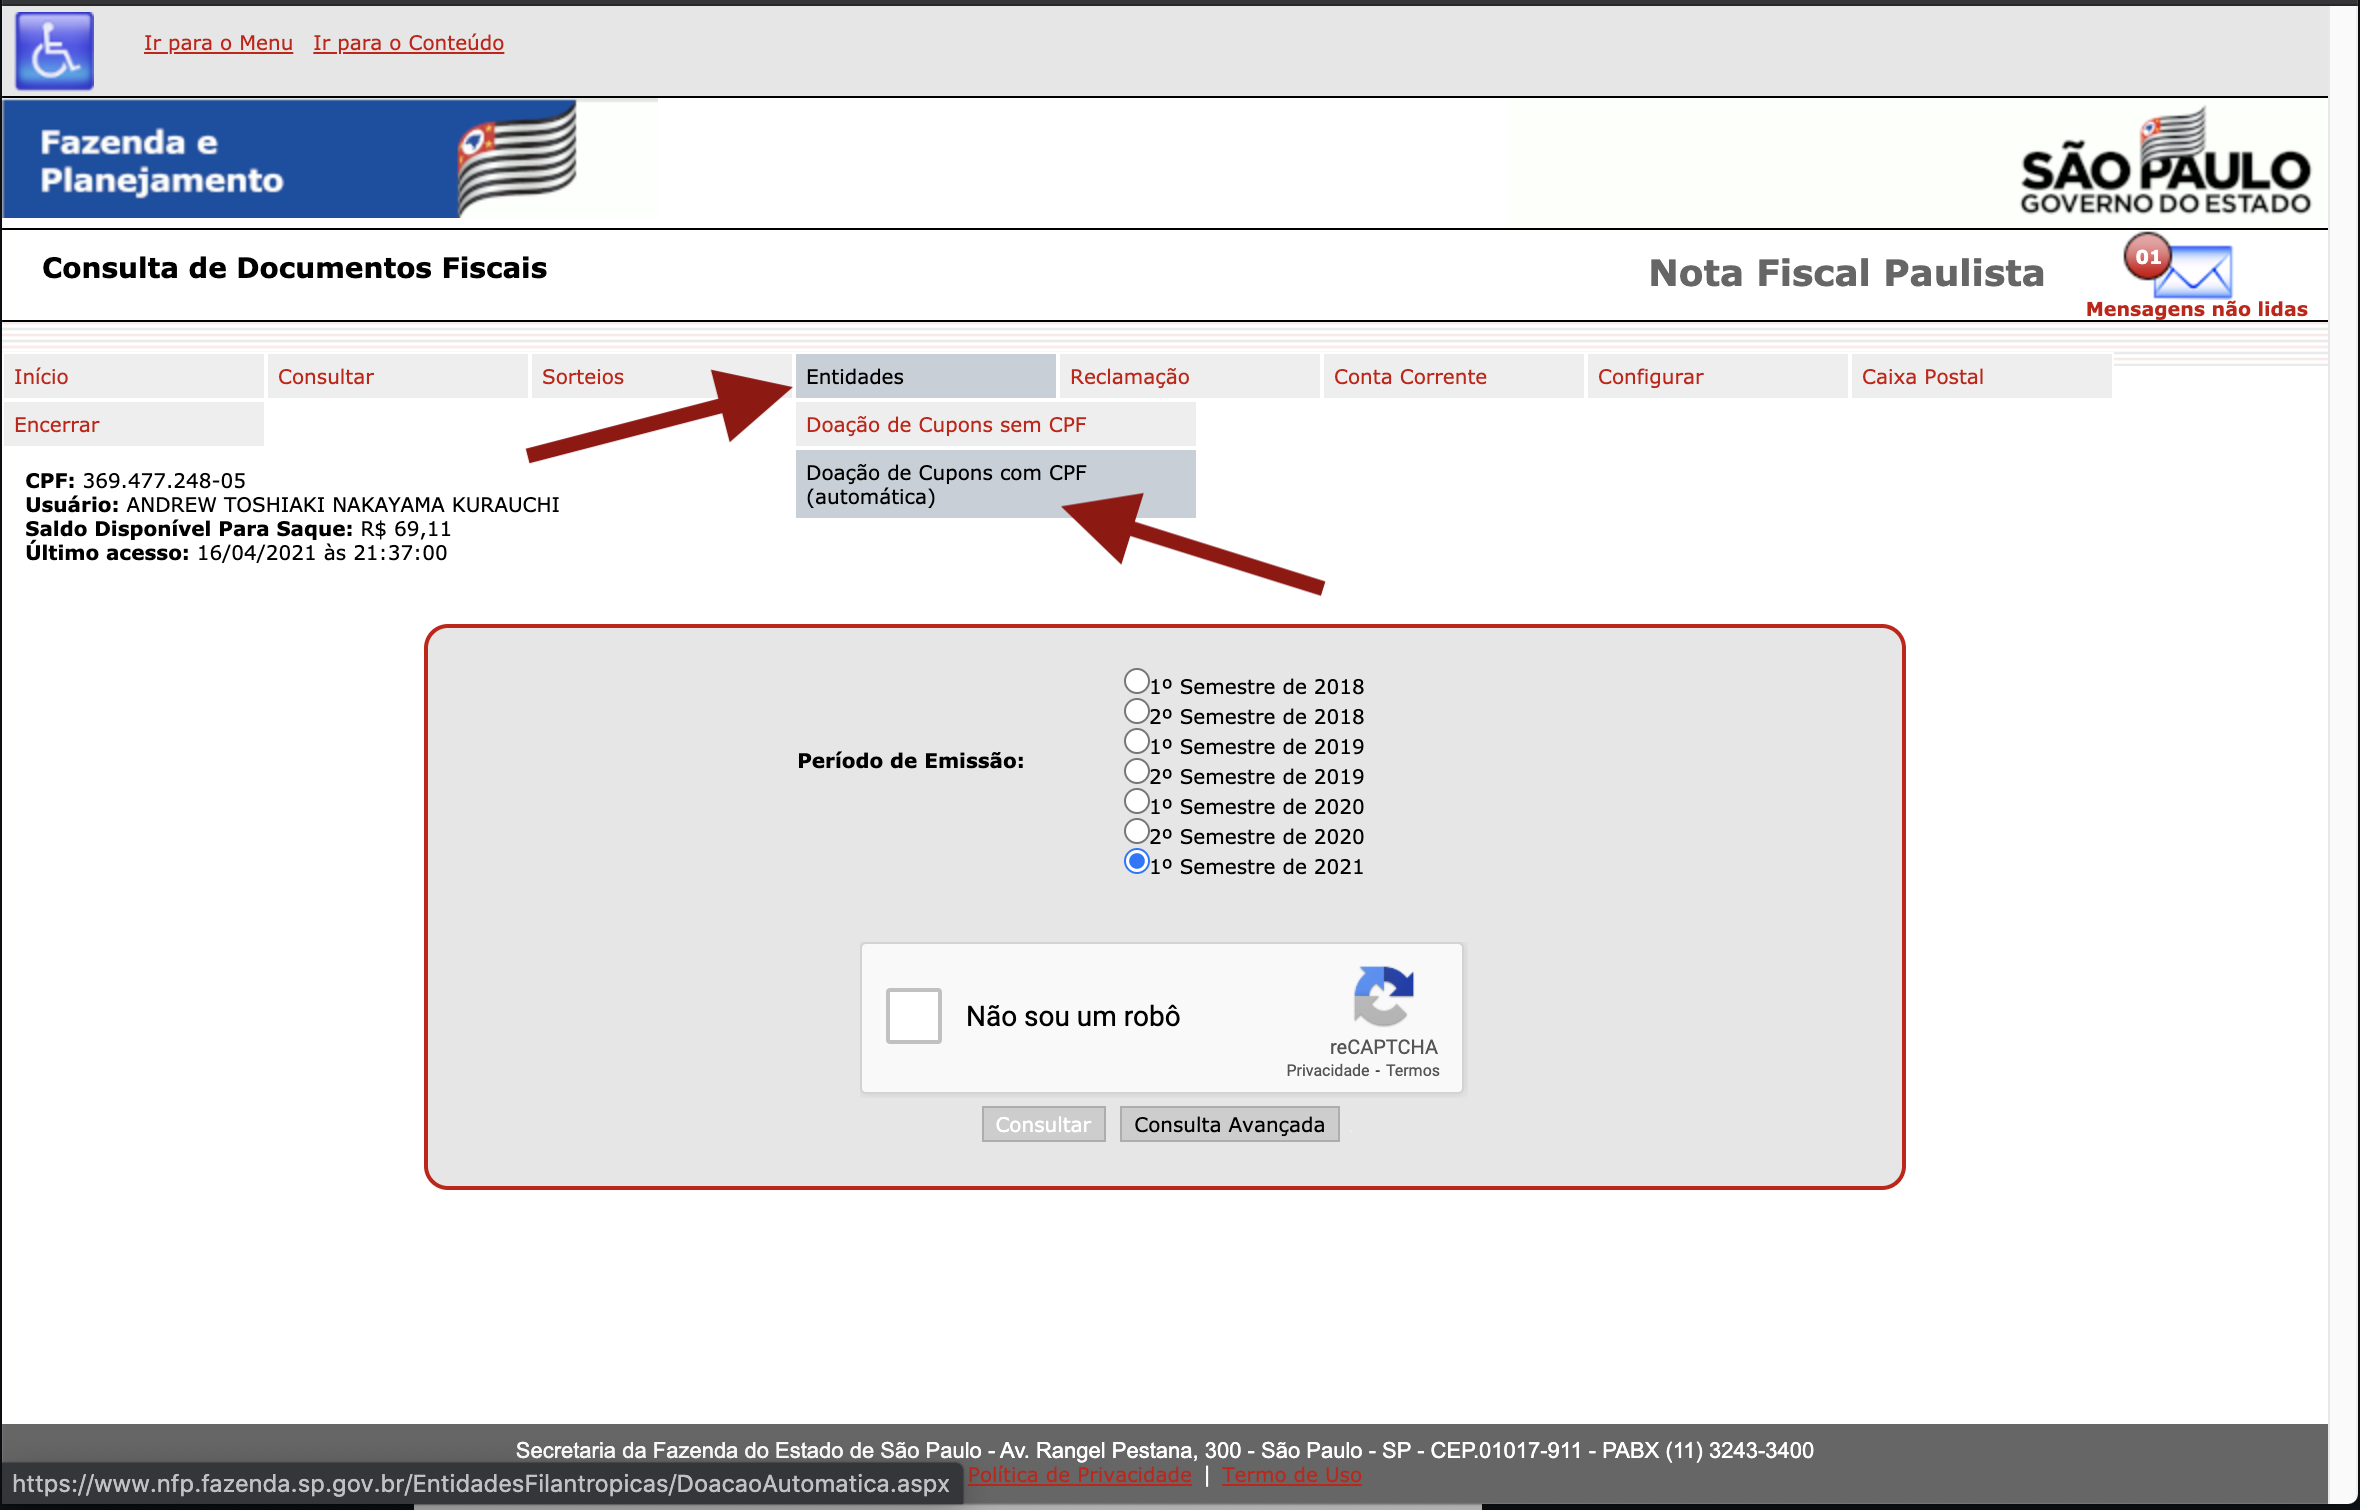 Ir para o Menu Ir para o Conteúdo
Fazenda e
Planejamento
SÃO PAULO
GOVERNO DO ESTADO
Consulta de Documentos Fiscais
Nota Fiscal Paulista
01
Mensagens não lidas
Início Consultar Sorteios Entidades Reclamação Conta Corrente Configurar Caixa Postal
Encerrar
Doação de Cupons sem CPF
Doação de Cupons com CPF
(automática)
CPF: 369.477.248-05
Usuário: ANDREW TOSHIAKI NAKAYAMA KURAUCHI
Saldo Disponível Para Saque: R$ 69,11
Último acesso: 16/04/2021 às 21:37:00
Período de Emissão:
1º Semestre de 2018
2º Semestre de 2018
1º Semestre de 2019
2º Semestre de 2019
1º Semestre de 2020
2º Semestre de 2020
1º Semestre de 2021
Não sou um robô
reCAPTCHA
Privacidade - Termos
Consultar Consulta Avançada
Secretaria da Fazenda do Estado de São Paulo - Av. Rangel Pestana, 300 - São Paulo - SP - CEP.01017-911 - PABX (11) 3243-3400
Política de Privacidade | Termo de Uso
https://www.nfp.fazenda.sp.gov.br/EntidadesFilantropicas/DoacaoAutomatica.aspx